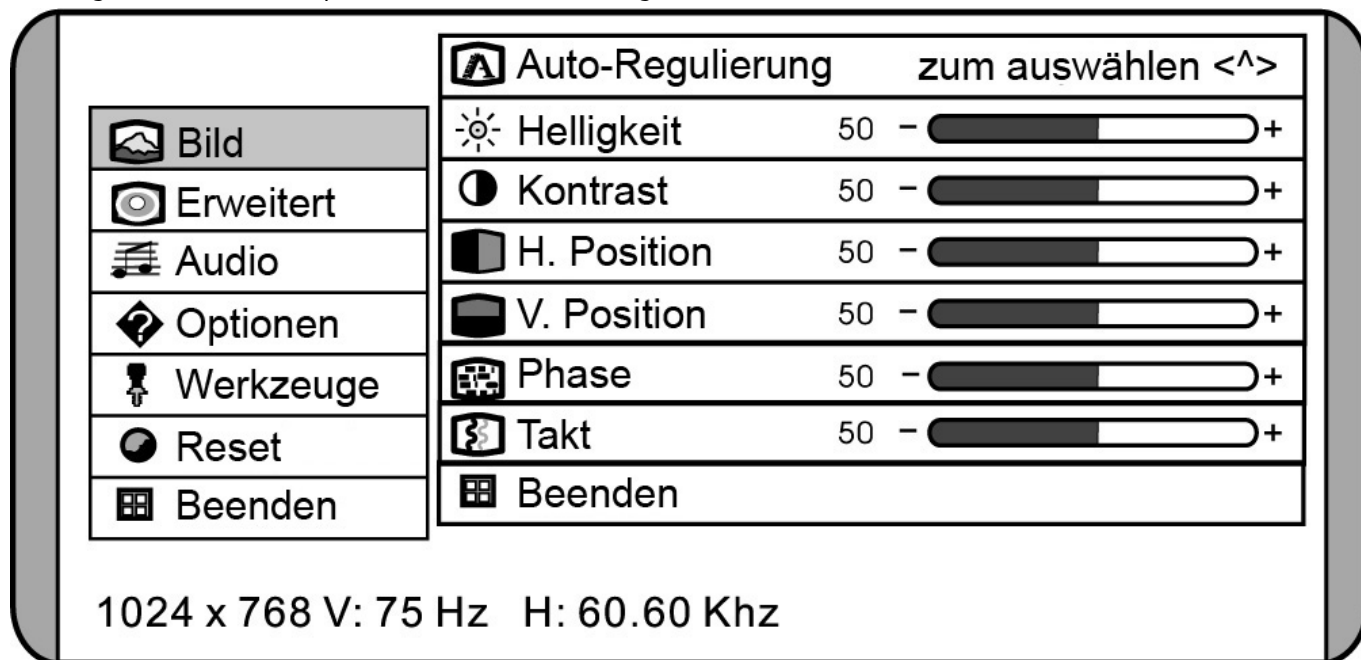 Auto-Regulierung zum auswählen <^>
Bild
Erweitert
Audio
Optionen
Werkzeuge
Reset
Beenden
Helligkeit 50 - +
Kontrast 50 - +
H. Position 50 - +
V. Position 50 - +
Phase 50 - +
Takt 50 - +
Beenden
1024 x 768 V: 75 Hz H: 60.60 Khz